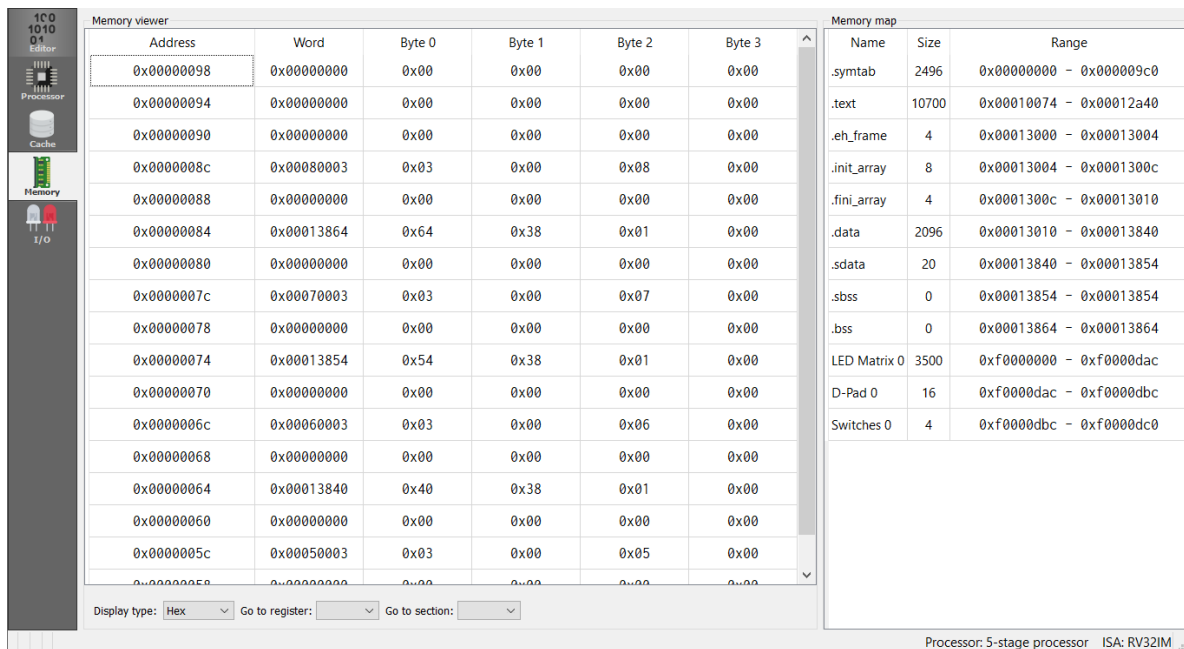 1010
Editor
Processor
Cache
Memory
I/O
Memory viewer
Address Word Byte 0 Byte 1 Byte 2 Byte 3
0x00000098 0x00000000 0x00 0x00 0x00 0x00
0x00000094 0x00000000 0x00 0x00 0x00 0x00
0x00000090 0x00000000 0x00 0x00 0x00 0x00
0x0000008c 0x00080003 0x03 0x00 0x08 0x00
0x00000088 0x00000000 0x00 0x00 0x00 0x00
0x00000084 0x00013864 0x64 0x38 0x01 0x00
0x00000080 0x00000000 0x00 0x00 0x00 0x00
0x0000007c 0x00070003 0x03 0x00 0x07 0x00
0x00000078 0x00000000 0x00 0x00 0x00 0x00
0x00000074 0x00013854 0x54 0x38 0x01 0x00
0x00000070 0x00000000 0x00 0x00 0x00 0x00
0x0000006c 0x00060003 0x03 0x00 0x06 0x00
0x00000068 0x00000000 0x00 0x00 0x00 0x00
0x00000064 0x00013840 0x40 0x38 0x01 0x00
0x00000060 0x00000000 0x00 0x00 0x00 0x00
0x0000005c 0x00050003 0x03 0x00 0x05 0x00
Display type: Hex Go to register: Go to section:
Memory map
Name Size Range
.symtab 2496 0x00000000 - 0x000009c0
.text 10700 0x00010074 - 0x00012a40
.eh_frame 4 0x00013000 - 0x00013004
.init_array 8 0x00013004 - 0x0001300c
.fini_array 4 0x0001300c - 0x00013010
.data 2096 0x00013010 - 0x00013840
.sdata 20 0x00013840 - 0x00013854
.sbss 0 0x00013854 - 0x00013854
.bss 0 0x00013864 - 0x00013864
LED Matrix 0 3500 0xf0000000 - 0xf0000dac
D-Pad 0 16 0xf0000dac - 0xf0000dbc
Switches 0 4 0xf0000dbc - 0xf0000dc0
Processor: 5-stage processor ISA: RV32IM